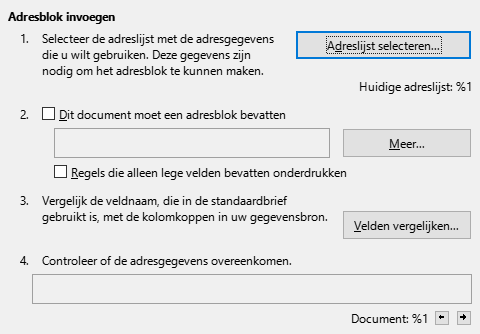 Adresblok invoegen
1. Selecteer de adreslijst met de adresgegevens
die u wilt gebruiken. Deze gegevens zijn
nodig om het adresblok te kunnen maken.
Adreslijst selecteren...
Huidige adreslijst: %1
2. Dit document moet een adresblok bevatten
Meer...
Regels die alleen lege velden bevatten onderdrukken
3. Vergelijk de veldnaam, die in de standaardbrief
gebruikt is, met de kolomkoppen in uw gegevensbron.
Velden vergelijken...
4. Controleer of de adresgegevens overeenkomen.
Document: %1